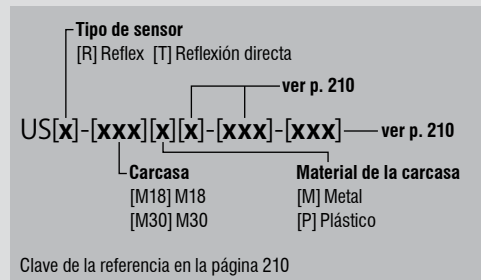 Tipo de sensor
[R] Reflex [T] Reflexión directa
ver p. 210
US[x]-[xxx][x][x]-[xxx]-[xxx] ver p. 210
Carcasa Material de la carcasa
[M18] M18 [M] Metal
[M30] M30 [P] Plástico
Clave de la referencia en la página 210